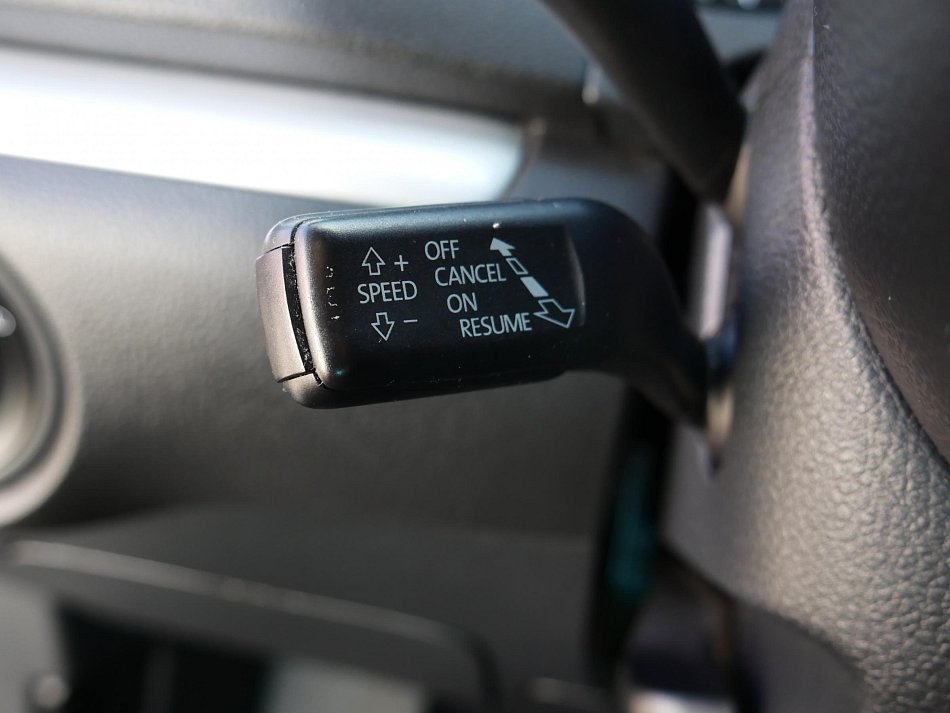 + OFF
SPEED CANCEL
ON
– RESUME